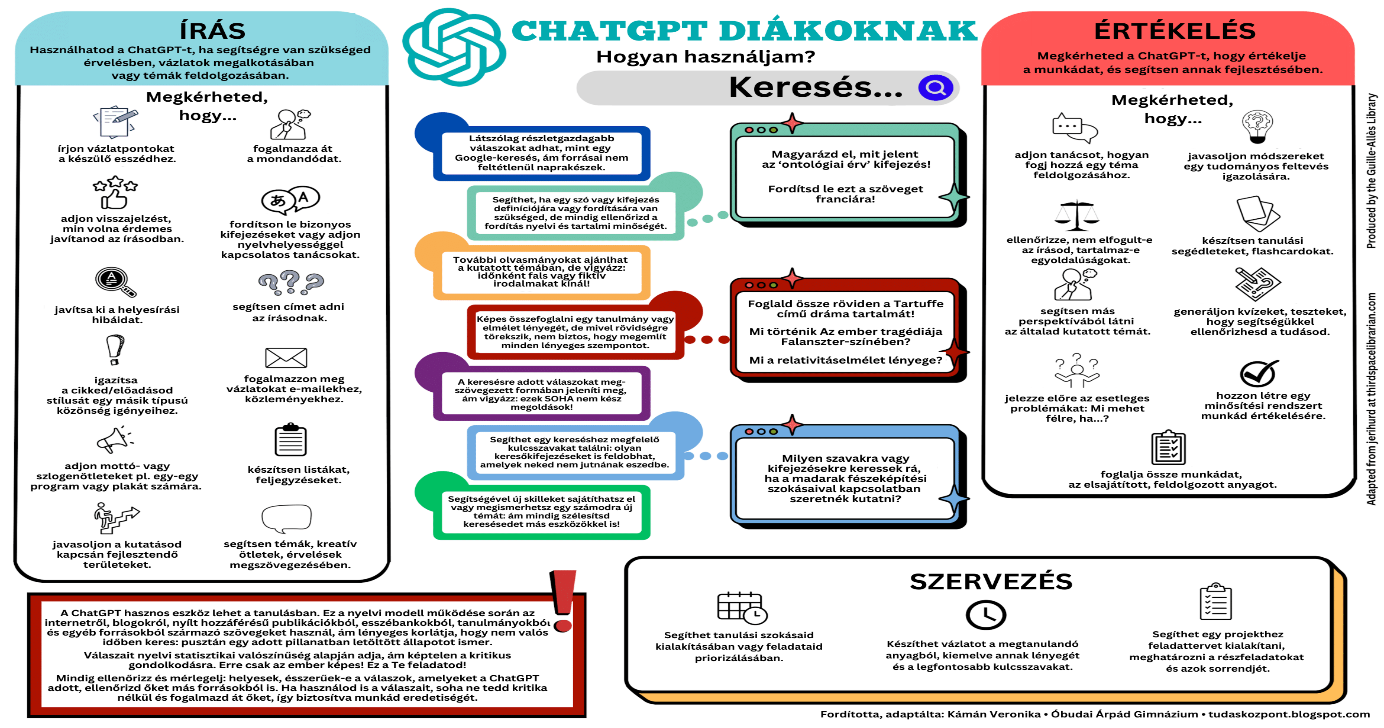 ÍRÁS
Használhatod a ChatGPT-t, ha segítségre van szükséged
érvelésben, vázlatok megalkotásában
vagy témák feldolgozásában.
Megkérheted,
hogy...
írjon vázlatpontokat
a készülő esszédhez.
fogalmazza át
a mondandódat.
adjon visszajelzést,
min volna érdemes
javítanod az írásodban.
あ A
fordítson le bizonyos
kifejezéseket vagy adjon
nyelvhelyességgel
kapcsolatos tanácsokat.
javítsa ki a helyesírási
hibáidat.
segítsen címet adni
az írásodnak.
igazítsa
a cikked/előadásod
stílusát egy másik típusú
közönség igényeihez.
fogalmazzon meg
vázlatokat e-mailekhez,
közleményekhez.
adjon mottó- vagy
szlogenötleteket pl. egy-egy
program vagy plakát számára.
készítsen listákat,
feljegyzéseket.
javasoljon a kutatásod
kapcsán fejlesztendő
területeket.
segítsen témák, kreatív
ötletek, érvelések
megszövegezésében.
CHATGPT DIÁKOKNAK
Hogyan használjam?
Keresés...
Látszólag részletgazdagabb
válaszokat adhat, mint egy
Google-keresés, ám forrásai nem
feltétlenül naprakészek.
Segíthet, ha egy szó vagy kifejezés
definíciójára vagy fordítására van
szükséged, de mindig ellenőrizd a
fordítás nyelvi és tartalmi minőségét.
További olvasmányokat ajánlhat
a kutatott témában, de vigyázz:
időnként fals vagy fiktív
irodalmakat kínál!
Képes összefoglalni egy tanulmány vagy
elmélet lényegét, de mivel rövidségre
törekszik, nem biztos, hogy megemlít
minden lényeges szempontot.
A keresésre adott válaszokat meg-
szövegezett formában jeleníti meg,
ám vigyázz: ezek SOHA nem kész
megoldások!
Segíthet egy kereséshez megfelelő
kulcsszavakat találni: olyan
keresőkifejezéseket is feldobhat,
amelyek neked nem jutnának eszedbe.
Segítségével új skilleket sajátíthatsz el
vagy megismerhetsz egy számodra új
témát: ám mindig szélesítsd
keresésedet más eszközökkel is!
Magyarázd el, mit jelent
az ‘ontológiai érv’ kifejezés!
Fordítsd le ezt a szöveget
franciára!
Foglald össze röviden a Tartuffe
című dráma tartalmát!
Mi történik Az ember tragédiája
Falanszter-színében?
Mi a relativitáselmélet lényege?
Milyen szavakra vagy
kifejezésekre keressek rá,
ha a madarak fészeképítési
szokásaival kapcsolatban
szeretnék kutatni?
ÉRTÉKELÉS
Megkérheted a ChatGPT-t, hogy értékelje
a munkádat, és segítsen annak fejlesztésében.
Megkérheted,
hogy...
adjon tanácsot, hogyan
fogj hozzá egy téma
feldolgozásához.
javasoljon módszereket
egy tudományos feltevés
igazolására.
ellenőrizze, nem elfogult-e
az írásod, tartalmaz-e
egyoldalúságokat.
készítsen tanulási
segédleteket, flashcardokat.
segítsen más
perspektívából látni
az általad kutatott témát.
generáljon kvízeket, teszteket,
hogy segítségükkel
ellenőrizhesd a tudásod.
jelezze előre az esetleges
problémákat: Mi mehet
félre, ha...?
hozzon létre egy
minősítési rendszert
munkád értékelésére.
foglalja össze munkádat,
az elsajátított, feldolgozott anyagot.
Produced by the Guille-Allès Library
Adapted from jerihurd at thirdspacelibrarian.com
A ChatGPT hasznos eszköz lehet a tanulásban. Ez a nyelvi modell működése során az
internetről, blogokról, nyílt hozzáférésű publikációkból, esszébankokból, tanulmányokból
és egyéb forrásokból származó szövegeket használ, ám lényeges korlátja, hogy nem valós
időben keres: pusztán egy adott pillanatban letöltött állapotot ismer.
Válaszait nyelvi statisztikai valószínűség alapján adja, ám képtelen a kritikus
gondolkodásra. Erre csak az ember képes! Ez a Te feladatod!
Mindig ellenőrizz és mérlegelj: helyesek, ésszerűek-e a válaszok, amelyeket a ChatGPT
adott, ellenőrizd őket más forrásokból is. Ha használod is a válaszait, soha ne tedd kritika
nélkül és fogalmazd át őket, így biztosítva munkád eredetiségét.
SZERVEZÉS
Segíthet tanulási szokásaid
kialakításában vagy feladataid
priorizálásában.
Készíthet vázlatot a megtanulandó
anyagból, kiemelve annak lényegét
és a legfontosabb kulcsszavakat.
Segíthet egy projekthez
feladattervet kialakítani,
meghatározni a részfeladatokat
és azok sorrendjét.
Fordította, adaptálta: Kámán Veronika • Óbudai Árpád Gimnázium • tudaskozpont.blogspot.com